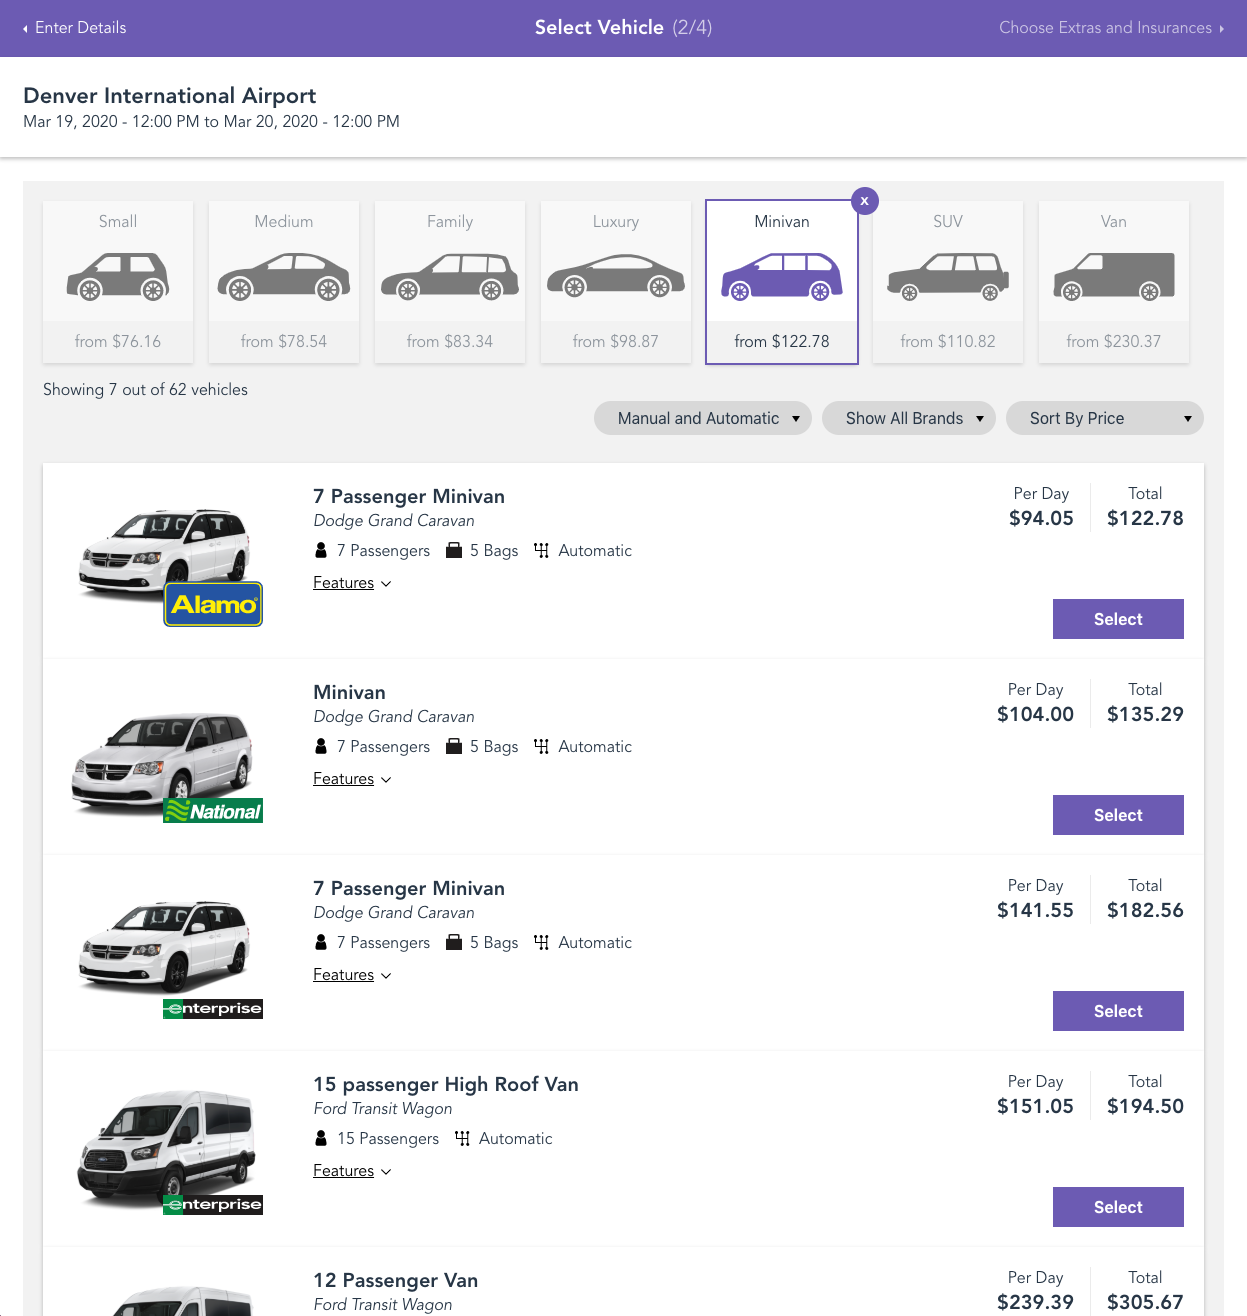 Enter Details
Select Vehicle (2/4)
Choose Extras and Insurances
Denver International Airport
Mar 19, 2020 - 12:00 PM to Mar 20, 2020 - 12:00 PM
Small
Medium
Family
Luxury
Minivan
x
SUV
Van
from $76.16
from $78.54
from $83.34
from $98.87
from $122.78
from $110.82
from $230.37
Showing 7 out of 62 vehicles
Manual and Automatic
Show All Brands
Sort By Price
7 Passenger Minivan
Dodge Grand Caravan
7 Passengers 5 Bags Automatic
Features
Alamo
Per Day
$94.05
Total
$122.78
Select
Minivan
Dodge Grand Caravan
7 Passengers 5 Bags Automatic
Features
National
Per Day
$104.00
Total
$135.29
Select
7 Passenger Minivan
Dodge Grand Caravan
7 Passengers 5 Bags Automatic
Features
enterprise
Per Day
$141.55
Total
$182.56
Select
15 passenger High Roof Van
Ford Transit Wagon
15 Passengers Automatic
Features
enterprise
Per Day
$151.05
Total
$194.50
Select
12 Passenger Van
Ford Transit Wagon
Per Day
$239.39
Total
$305.67